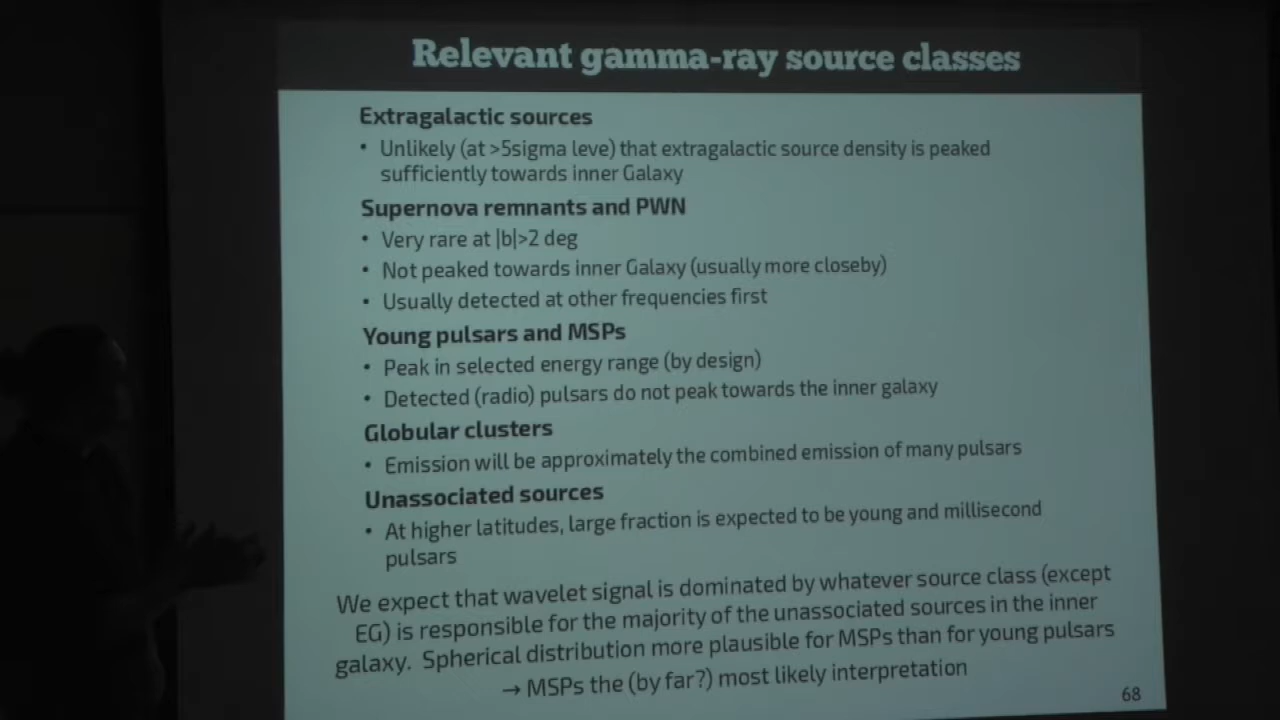 Relevant gamma-ray source classes
Extragalactic sources
• Unlikely (at >5sigma leve) that extragalactic source density is peaked
sufficiently towards inner Galaxy
Supernova remnants and PWN
• Very rare at |b|>2 deg
• Not peaked towards inner Galaxy (usually more closeby)
• Usually detected at other frequencies first
Young pulsars and MSPs
• Peak in selected energy range (by design)
• Detected (radio) pulsars do not peak towards the inner galaxy
Globular clusters
• Emission will be approximately the combined emission of many pulsars
Unassociated sources
• At higher latitudes, large fraction is expected to be young and millisecond
pulsars
We expect that wavelet signal is dominated by whatever source class (except
EG) is responsible for the majority of the unassociated sources in the inner
galaxy. Spherical distribution more plausible for MSPs than for young pulsars
→ MSPs the (by far?) most likely interpretation
68